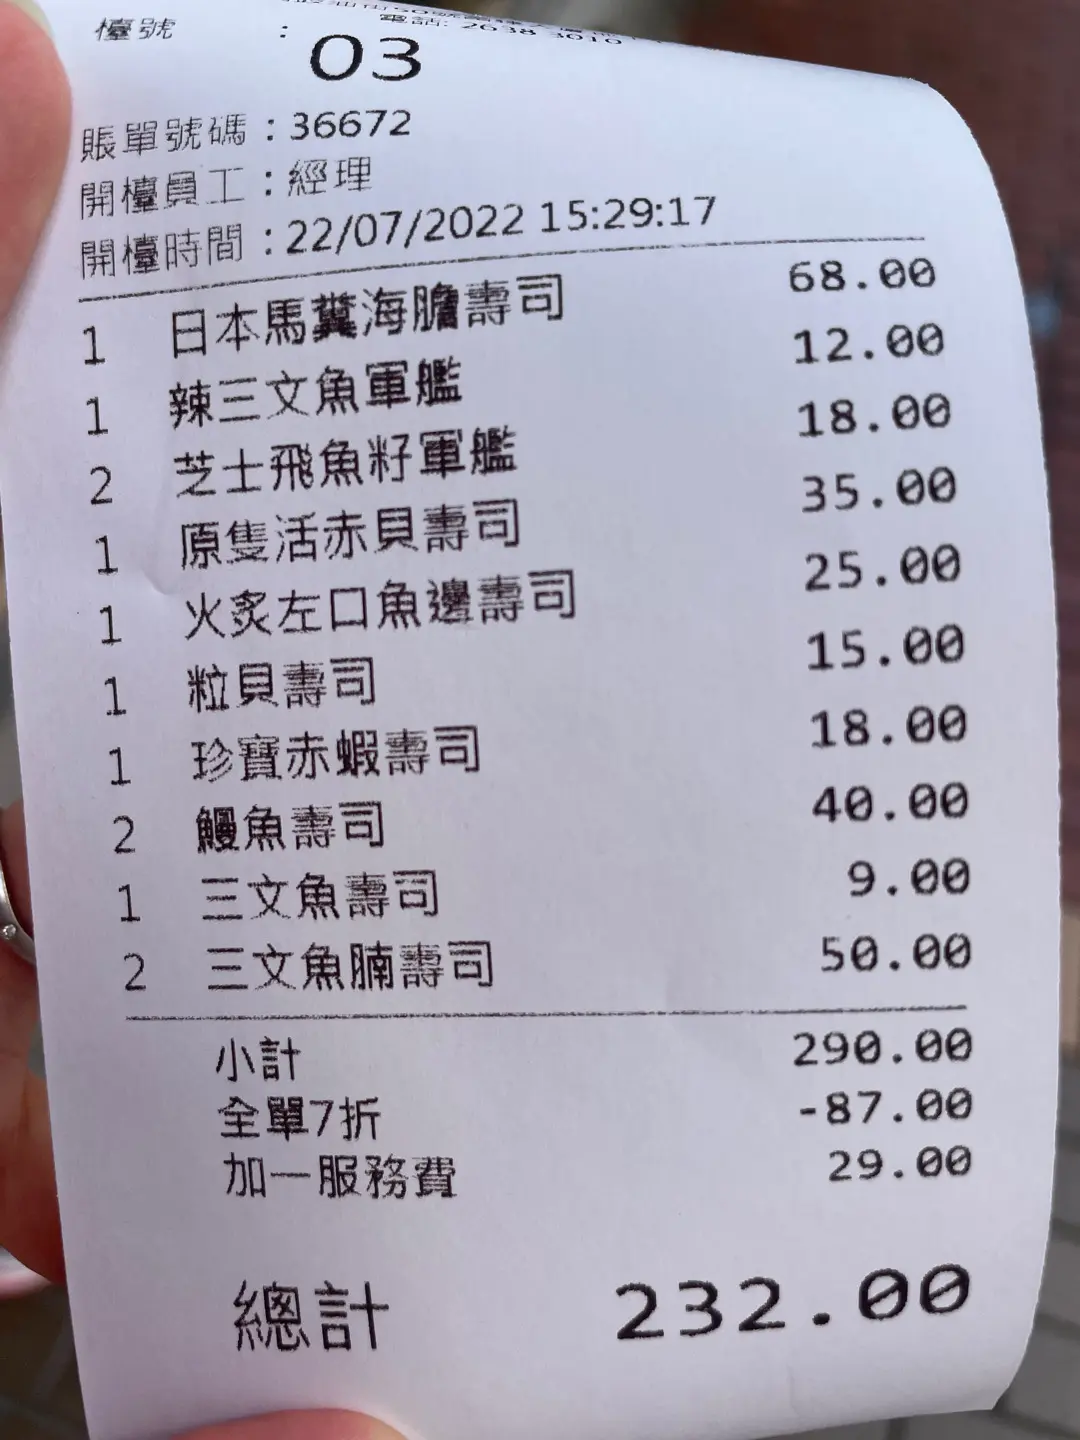 電話: 2638 3010
檯號 : 03
賬單號碼 : 36672
開檯員工 : 經理
開檯時間 : 22/07/2022 15:29:17
1 日本馬糞海膽壽司 68.00
1 辣三文魚軍艦 12.00
2 芝士飛魚籽軍艦 18.00
1 原隻活赤貝壽司 35.00
1 火炙左口魚邊壽司 25.00
1 粒貝壽司 15.00
1 珍寶赤蝦壽司 18.00
2 鰻魚壽司 40.00
1 三文魚壽司 9.00
2 三文魚腩壽司 50.00
小計 290.00
全單7折 -87.00
加一服務費 29.00
總計 232.00